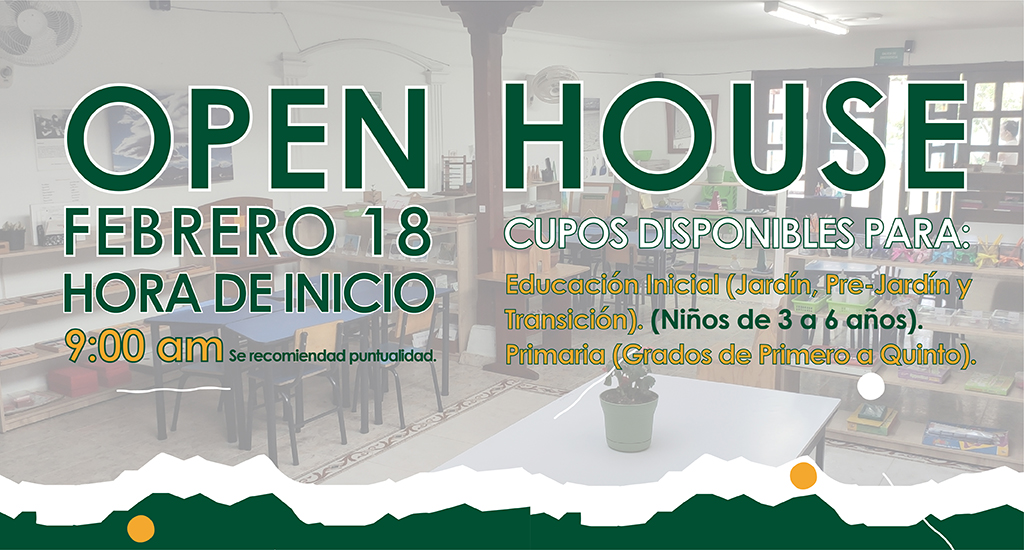 OPEN HOUSE
FEBRERO 18
HORA DE INICIO
9:00 am Se recomiendad puntualidad.
CUPOS DISPONIBLES PARA:
Educación Inicial (Jardín, Pre-Jardín y
Transición). (Niños de 3 a 6 años).
Primaria (Grados de Primero a Quinto).